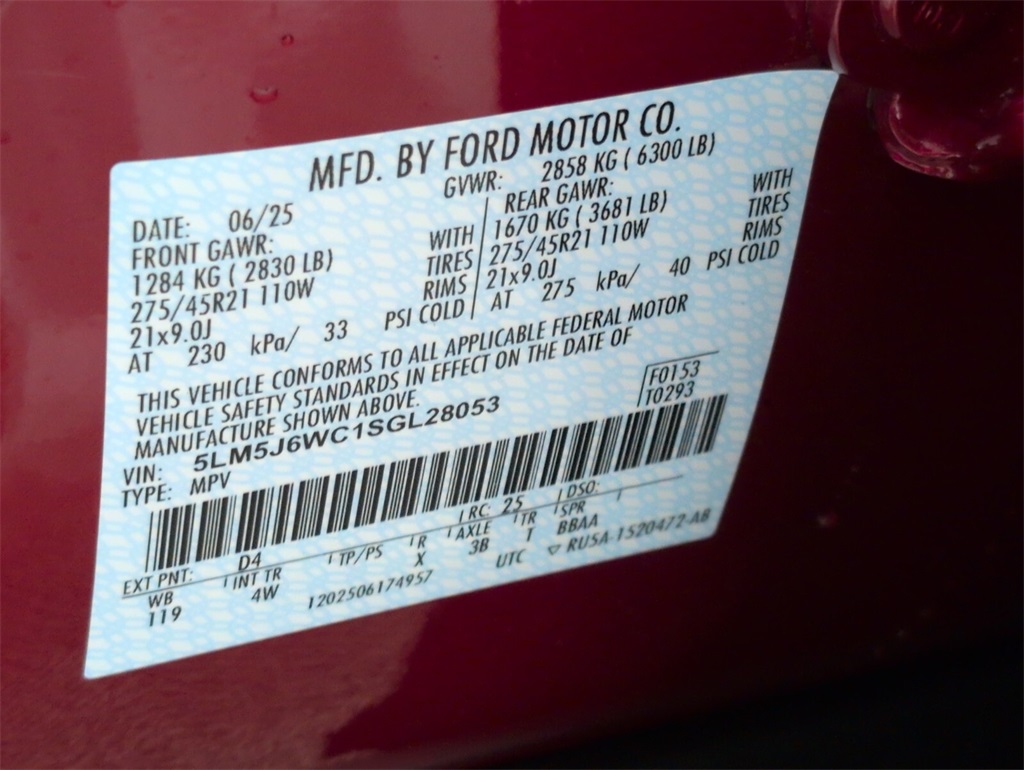 MFD. BY FORD MOTOR CO.
DATE: 06/25 GVWR: 2858 KG ( 6300 LB)
FRONT GAWR: REAR GAWR:
1284 KG ( 2830 LB) WITH 1670 KG ( 3681 LB) WITH
275/45R21 110W TIRES 275/45R21 110W TIRES
21x9.0J RIMS 21x9.0J RIMS
AT 230 kPa/ 33 PSI COLD AT 275 kPa/ 40 PSI COLD
THIS VEHICLE CONFORMS TO ALL APPLICABLE FEDERAL MOTOR
VEHICLE SAFETY STANDARDS IN EFFECT ON THE DATE OF
MANUFACTURE SHOWN ABOVE.
F0153
VIN: 5LM5J6WC1SGL28053
T0293
TYPE: MPV
EXT PNT: D4 RC: 25 DSO:
WB INT TR TP/PS R AXLE TR SPR
119 4W X 3B T BBAA
1202506174957 UTC ▽ RU5A-1520472-AB